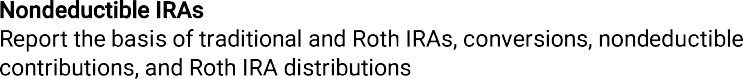 Nondeductible IRAs
Report the basis of traditional and Roth IRAs, conversions, nondeductible
contributions, and Roth IRA distributions